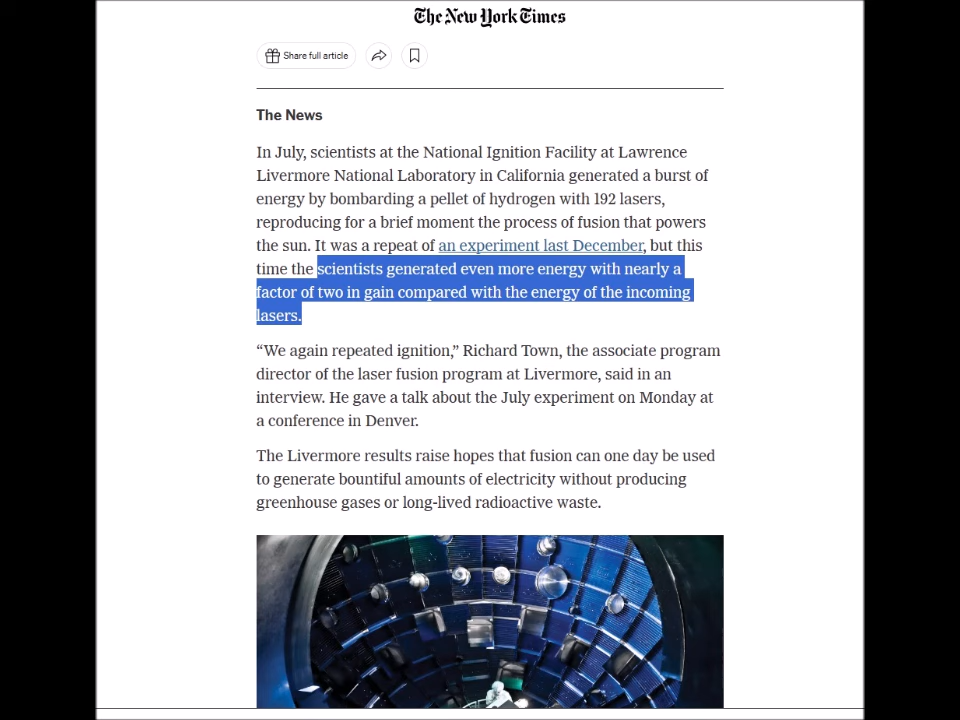 The New York Times
Share full article
The News
In July, scientists at the National Ignition Facility at Lawrence
Livermore National Laboratory in California generated a burst of
energy by bombarding a pellet of hydrogen with 192 lasers,
reproducing for a brief moment the process of fusion that powers
the sun. It was a repeat of an experiment last December, but this
time the scientists generated even more energy with nearly a
factor of two in gain compared with the energy of the incoming
lasers.
“We again repeated ignition,” Richard Town, the associate program
director of the laser fusion program at Livermore, said in an
interview. He gave a talk about the July experiment on Monday at
a conference in Denver.
The Livermore results raise hopes that fusion can one day be used
to generate bountiful amounts of electricity without producing
greenhouse gases or long-lived radioactive waste.